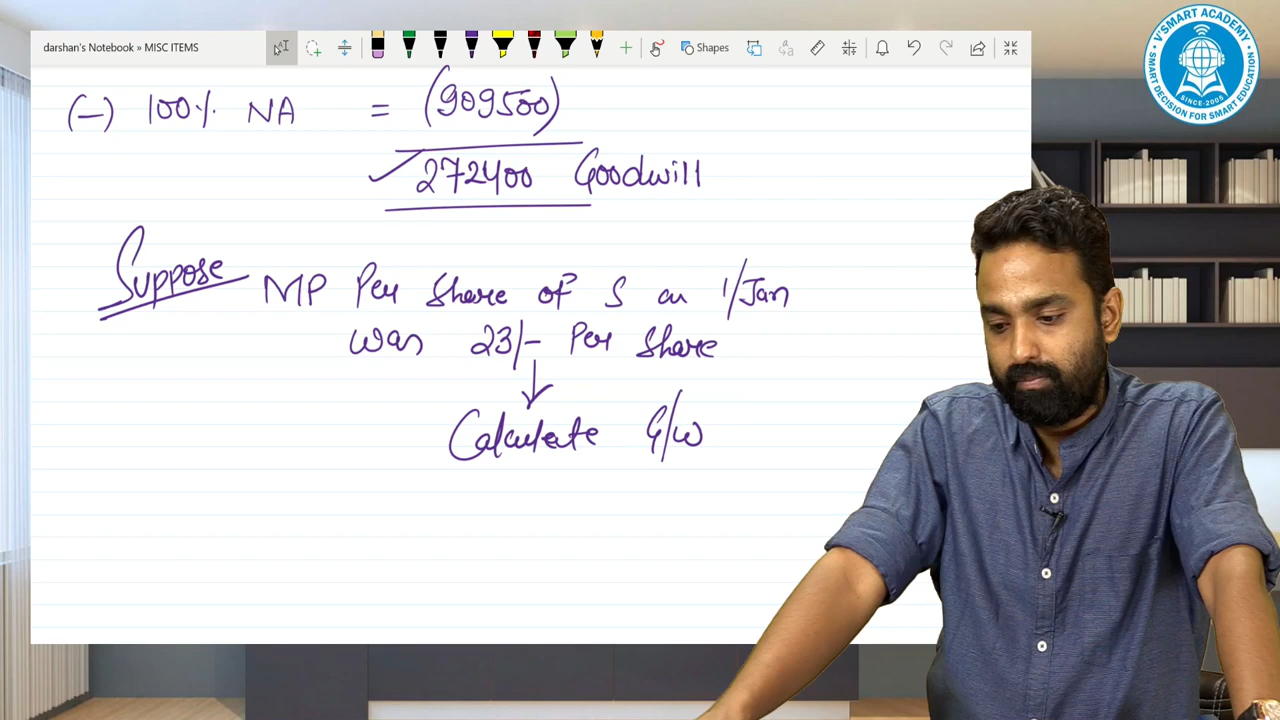 darshan's Notebook » MISC ITEMS
Shapes
(-) 100% NA = (909500)
272400 Goodwill
Suppose MP Per Share of S on 1/Jan
was 23/- Per Share
Calculate G/W
V'SMART ACADEMY
SINCE-2005
SMART DECISION FOR SMART EDUCATION